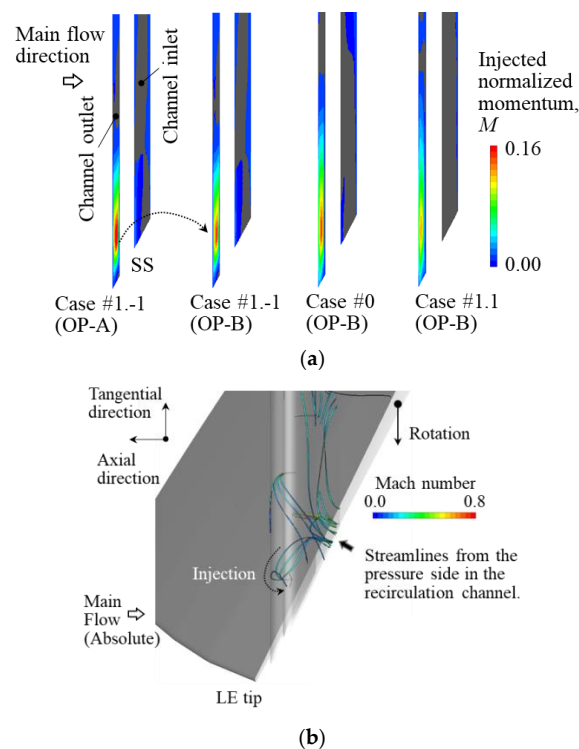 Main flow
direction
Channel outlet
Channel inlet
Injected
normalized
momentum,
M
0.16
0.00
SS
Case #1.-1
(OP-A)
Case #1.-1
(OP-B)
Case #0
(OP-B)
Case #1.1
(OP-B)
(a)
Tangential
direction
Axial
direction
Rotation
Mach number
0.0
0.8
Injection
Streamlines from the
pressure side in the
recirculation channel.
Main
Flow
(Absolute)
LE tip
(b)